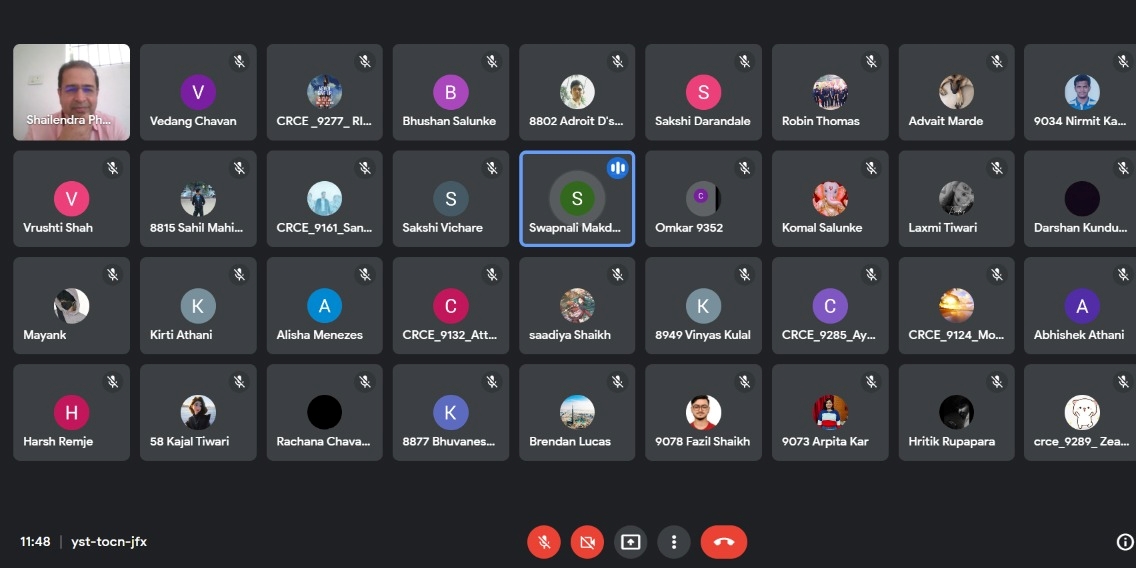 Shailendra Ph...
V
Vedang Chavan
CRCE _9277_ RI...
B
Bhushan Salunke
8802 Adroit D's...
S
Sakshi Darandale
Robin Thomas
Advait Marde
9034 Nirmit Ka...
V
Vrushti Shah
8815 Sahil Mahi...
CRCE_9161_San...
S
Sakshi Vichare
S
Swapnali Makd...
C
Omkar 9352
Komal Salunke
Laxmi Tiwari
Darshan Kundu...
Mayank
K
Kirti Athani
A
Alisha Menezes
C
CRCE_9132_Att...
saadiya Shaikh
K
8949 Vinyas Kulal
C
CRCE_9285_Ay...
CRCE_9124_Mo...
A
Abhishek Athani
H
Harsh Remje
58 Kajal Tiwari
Rachana Chava...
K
8877 Bhuvanes...
Brendan Lucas
9078 Fazil Shaikh
9073 Arpita Kar
Hritik Rupapara
crce_9289_ Zea...
11:48 | yst-tocn-jfx